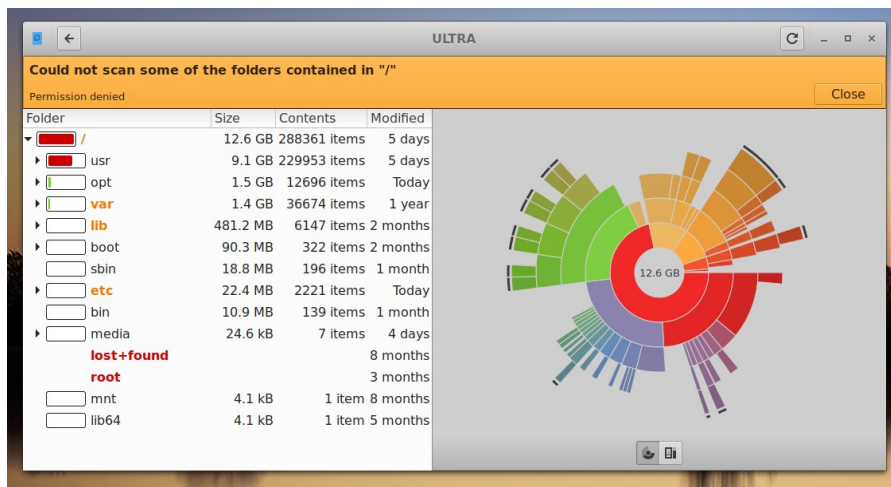 ULTRA
Could not scan some of the folders contained in "/"
Permission denied
Close
Folder Size Contents Modified
/ 12.6 GB 288361 items 5 days
usr 9.1 GB 229953 items 5 days
opt 1.5 GB 12696 items Today
var 1.4 GB 36674 items 1 year
lib 481.2 MB 6147 items 2 months
boot 90.3 MB 322 items 2 months
sbin 18.8 MB 196 items 1 month
etc 22.4 MB 2221 items Today
bin 10.9 MB 139 items 1 month
media 24.6 kB 7 items 4 days
lost+found 8 months
root 3 months
mnt 4.1 kB 1 item 8 months
lib64 4.1 kB 1 item 5 months
12.6 GB